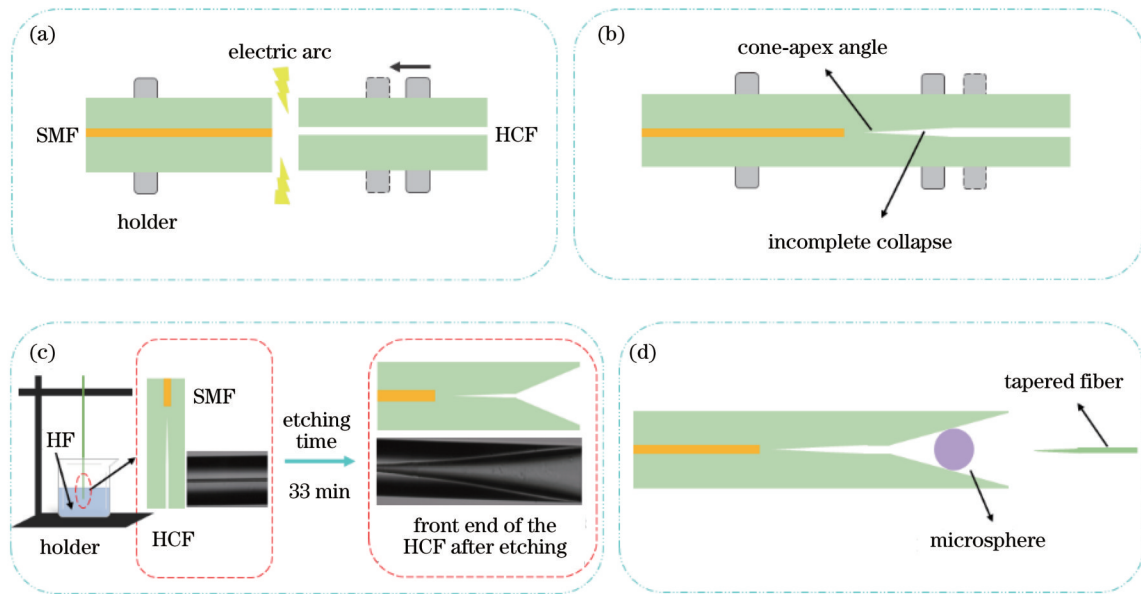 (a)
electric arc
SMF
HCF
holder
(b)
cone-apex angle
incomplete collapse
(c)
HF
holder
SMF
HCF
etching
time
33 min
front end of the
HCF after etching
(d)
tapered fiber
microsphere